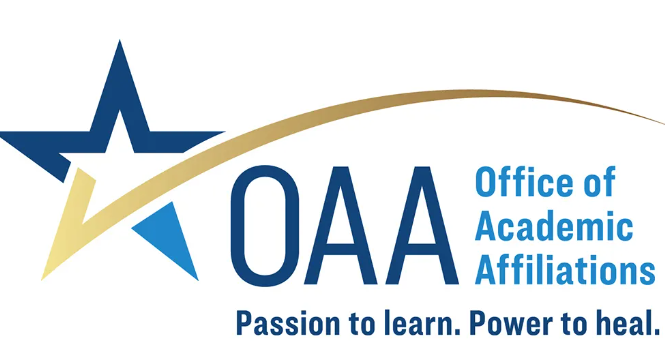 OAA
Office of
Academic
Affiliations
Passion to learn. Power to heal.